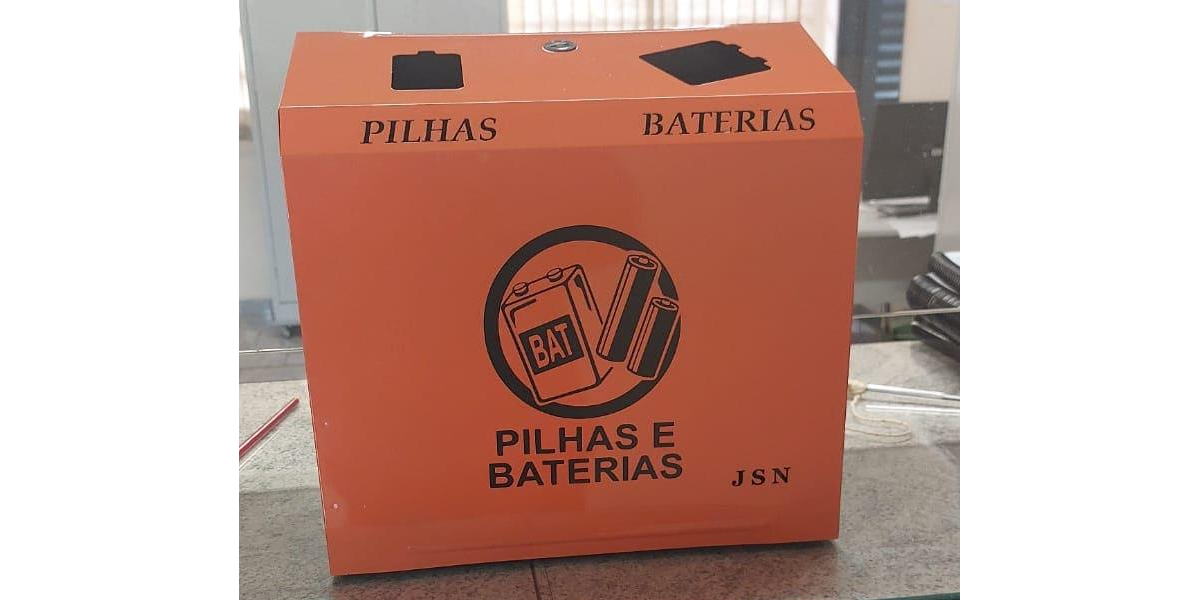 PILHAS
BATERIAS
BAT
PILHAS E
BATERIAS
JSN